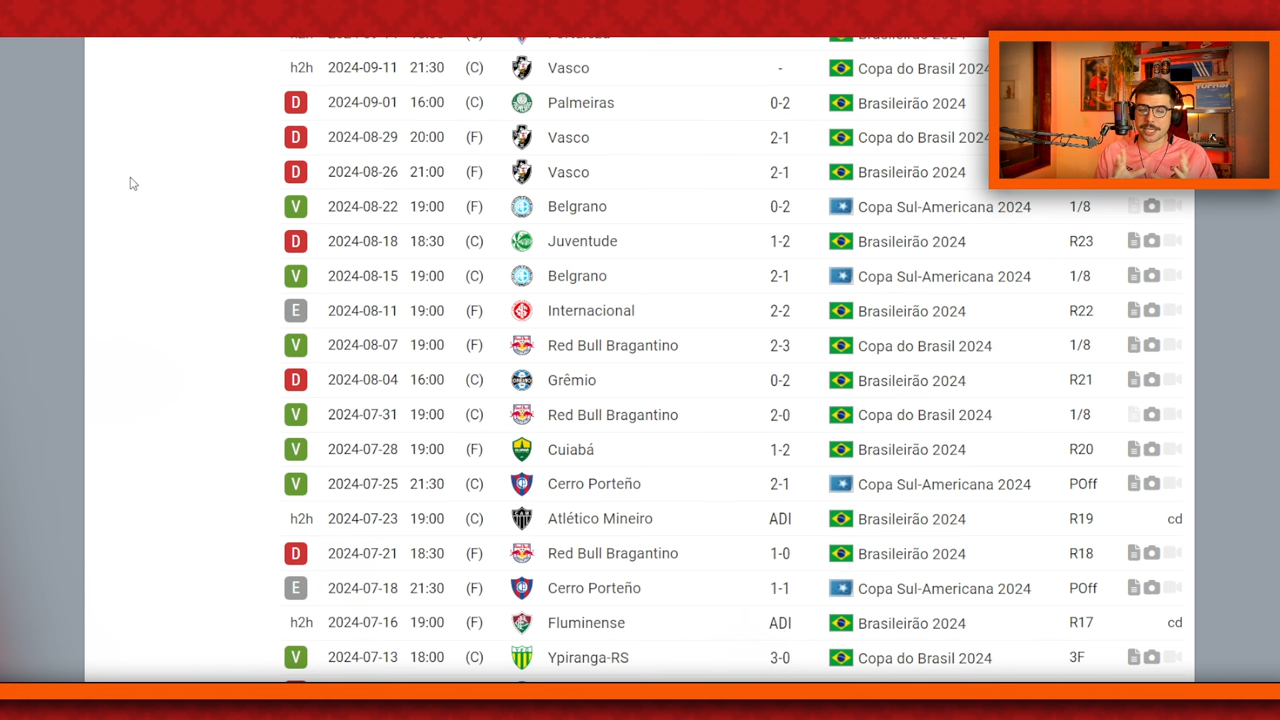 h2h 2024-09-11 21:30 (C) Vasco - Copa do Brasil 2024
D 2024-09-01 16:00 (C) Palmeiras 0-2 Brasileirão 2024
D 2024-08-29 20:00 (F) Vasco 2-1 Copa do Brasil 2024
D 2024-08-26 21:00 (F) Vasco 2-1 Brasileirão 2024
V 2024-08-22 19:00 (F) Belgrano 0-2 Copa Sul-Americana 2024 1/8
D 2024-08-18 18:30 (C) Juventude 1-2 Brasileirão 2024 R23
V 2024-08-15 19:00 (C) Belgrano 2-1 Copa Sul-Americana 2024 1/8
E 2024-08-11 19:00 (F) Internacional 2-2 Brasileirão 2024 R22
V 2024-08-07 19:00 (F) Red Bull Bragantino 2-3 Copa do Brasil 2024 1/8
D 2024-08-04 16:00 (C) Grêmio 0-2 Brasileirão 2024 R21
V 2024-07-31 19:00 (C) Red Bull Bragantino 2-0 Copa do Brasil 2024 1/8
V 2024-07-28 19:00 (F) Cuiabá 1-2 Brasileirão 2024 R20
V 2024-07-25 21:30 (C) Cerro Porteño 2-1 Copa Sul-Americana 2024 POff
h2h 2024-07-23 19:00 (C) Atlético Mineiro ADI Brasileirão 2024 R19 cd
D 2024-07-21 18:30 (F) Red Bull Bragantino 1-0 Brasileirão 2024 R18
E 2024-07-18 21:30 (F) Cerro Porteño 1-1 Copa Sul-Americana 2024 POff
h2h 2024-07-16 19:00 (F) Fluminense ADI Brasileirão 2024 R17 cd
V 2024-07-13 18:00 (C) Ypiranga-RS 3-0 Copa do Brasil 2024 3F